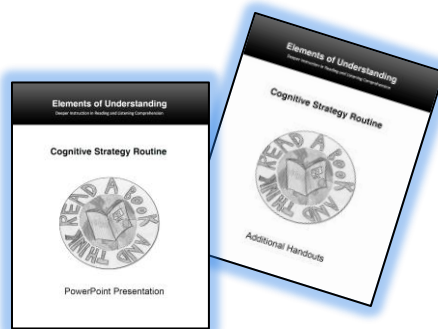 Elements of Understanding
Deeper Instruction in Reading and Listening Comprehension
Cognitive Strategy Routine
READ A BOOK AND THINK
PowerPoint Presentation
Elements of Understanding
Deeper Instruction in Reading and Listening Comprehension
Cognitive Strategy Routine
READ A BOOK AND THINK
Additional Handouts